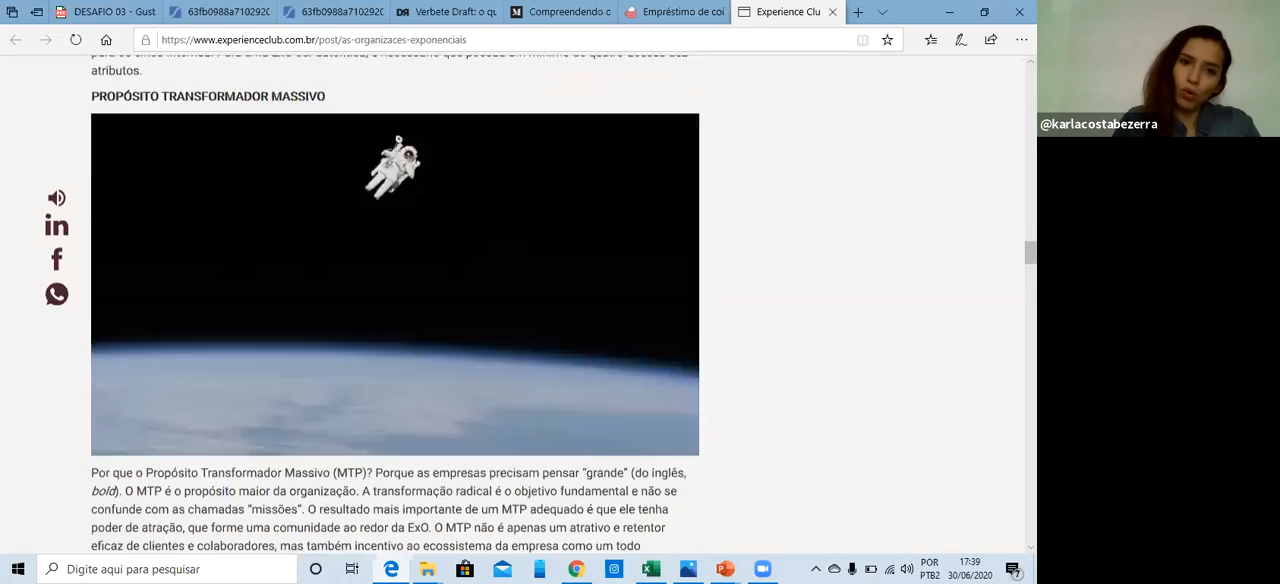 DESAFIO 03 - Gust
63fb0988a710292C
63fb0988a710292C
DR Verbete Draft: o qu
Compreendendo c
Empréstimo de coi
Experience Clu
https://www.experienceclub.com.br/post/as-organizaces-exponenciais
atributos.
PROPÓSITO TRANSFORMADOR MASSIVO
@karlacostabezerra
in
f
Por que o Propósito Transformador Massivo (MTP)? Porque as empresas precisam pensar "grande" (do inglês,
bold). O MTP é o propósito maior da organização. A transformação radical é o objetivo fundamental e não se
confunde com as chamadas "missões". O resultado mais importante de um MTP adequado é que ele tenha
poder de atração, que forme uma comunidade ao redor da ExO. O MTP não é apenas um atrativo e retentor
eficaz de clientes e colaboradores, mas também incentivo ao ecossistema da empresa como um todo
Digite aqui para pesquisar
POR
PTB2
17:39
30/06/2020
7